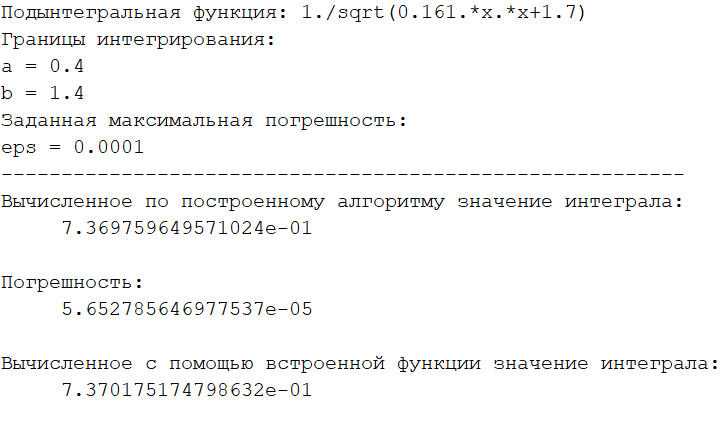 Подынтегральная функция: 1./sqrt(0.161.*x.*x+1.7)
Границы интегрирования:
a = 0.4
b = 1.4
Заданная максимальная погрешность:
eps = 0.0001
---------------------------------------------------------
Вычисленное по построенному алгоритму значение интеграла:
7.369759649571024e-01
Погрешность:
5.652785646977537e-05
Вычисленное с помощью встроенной функции значение интеграла:
7.370175174798632e-01